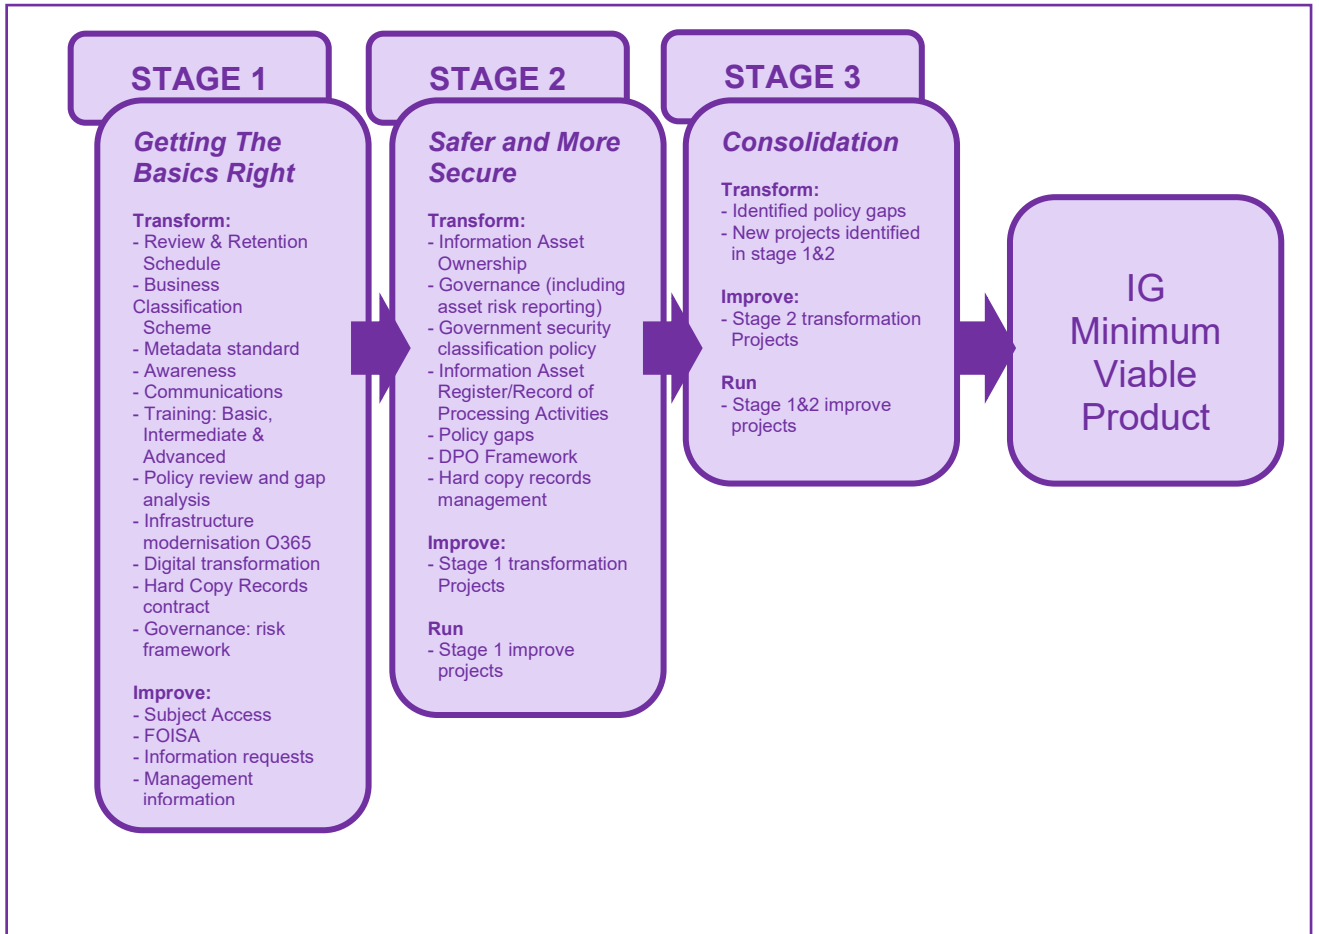 STAGE 1
Getting The
Basics Right
Transform:
- Review & Retention
Schedule
- Business
Classification
Scheme
- Metadata standard
- Awareness
- Communications
- Training: Basic,
Intermediate &
Advanced
- Policy review and gap
analysis
- Infrastructure
modernisation O365
- Digital transformation
- Hard Copy Records
contract
- Governance: risk
framework
Improve:
- Subject Access
- FOISA
- Information requests
- Management
information
STAGE 2
Safer and More
Secure
Transform:
- Information Asset
Ownership
- Governance (including
asset risk reporting)
- Government security
classification policy
- Information Asset
Register/Record of
Processing Activities
- Policy gaps
- DPO Framework
- Hard copy records
management
Improve:
- Stage 1 transformation
Projects
Run
- Stage 1 improve
projects
STAGE 3
Consolidation
Transform:
- Identified policy gaps
- New projects identified
in stage 1&2
Improve:
- Stage 2 transformation
Projects
Run
- Stage 1&2 improve
projects
IG
Minimum
Viable
Product